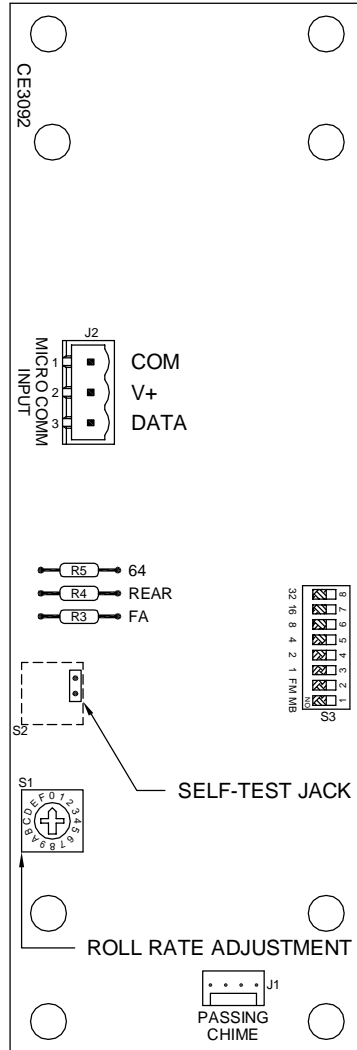 CE3092
J2
MICRO COMM
INPUT
1
2
3
COM
V+
DATA
R5
64
R4
REAR
R3
FA
32 16 8 4 2 1 FM MB
8 7 6 5 4 3 2 1
ON
S3
S2
SELF-TEST JACK
S1
0 1 2 3 4 5 6 7 8 9 A B C D E F
ROLL RATE ADJUSTMENT
J1
PASSING
CHIME